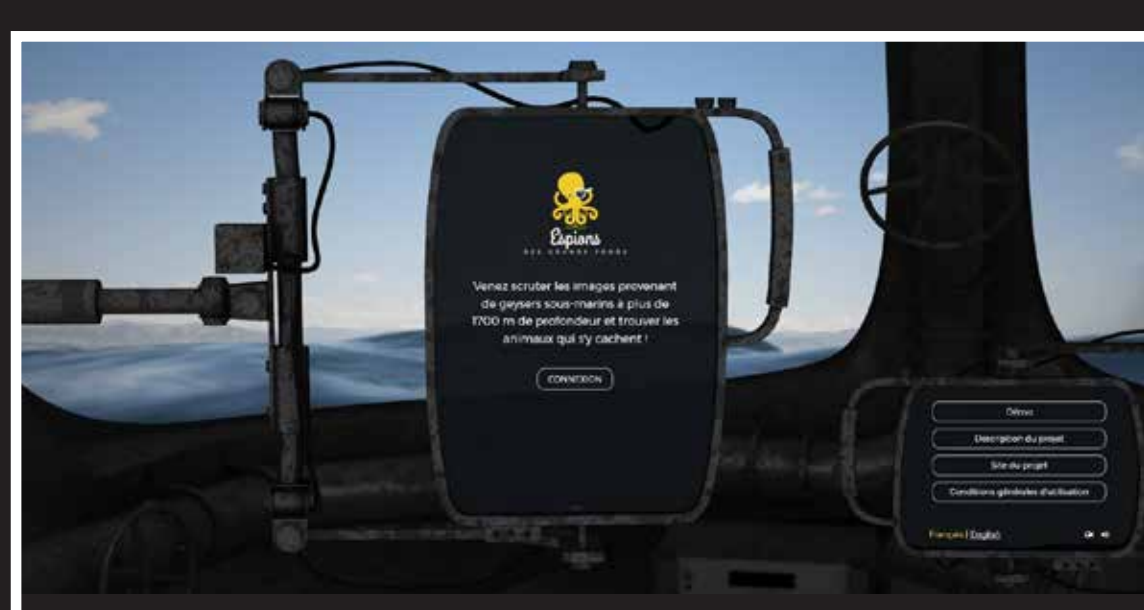 Espions
DES GRANDS FONDS
Venez scruter les images provenant
de geysers sous-marins à plus de
1700 m de profondeur et trouver les
animaux qui s'y cachent !
CONNEXION
Démo
Description du projet
Site du projet
Conditions générales d'utilisation
Français | English